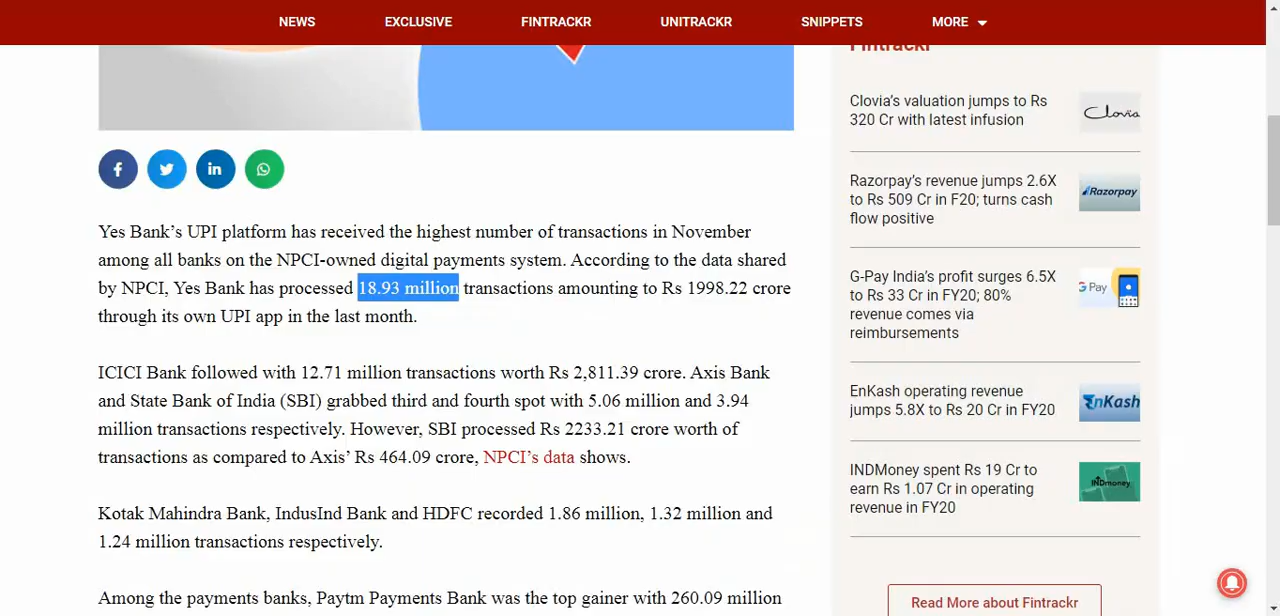 NEWS
EXCLUSIVE
FINTRACKR
UNITRACKR
SNIPPETS
MORE
Yes Bank’s UPI platform has received the highest number of transactions in November
among all banks on the NPCI-owned digital payments system. According to the data shared
by NPCI, Yes Bank has processed 18.93 million transactions amounting to Rs 1998.22 crore
through its own UPI app in the last month.
ICICI Bank followed with 12.71 million transactions worth Rs 2,811.39 crore. Axis Bank
and State Bank of India (SBI) grabbed third and fourth spot with 5.06 million and 3.94
million transactions respectively. However, SBI processed Rs 2233.21 crore worth of
transactions as compared to Axis’ Rs 464.09 crore, NPCI’s data shows.
Kotak Mahindra Bank, IndusInd Bank and HDFC recorded 1.86 million, 1.32 million and
1.24 million transactions respectively.
Among the payments banks, Paytm Payments Bank was the top gainer with 260.09 million
Fintrackr
Clovia’s valuation jumps to Rs
320 Cr with latest infusion
Clovia
Razorpay’s revenue jumps 2.6X
to Rs 509 Cr in F20; turns cash
flow positive
Razorpay
G-Pay India’s profit surges 6.5X
to Rs 33 Cr in FY20; 80%
revenue comes via
reimbursements
G Pay
EnKash operating revenue
jumps 5.8X to Rs 20 Cr in FY20
EnKash
INDMoney spent Rs 19 Cr to
earn Rs 1.07 Cr in operating
revenue in FY20
INDmoney
Read More about Fintrackr